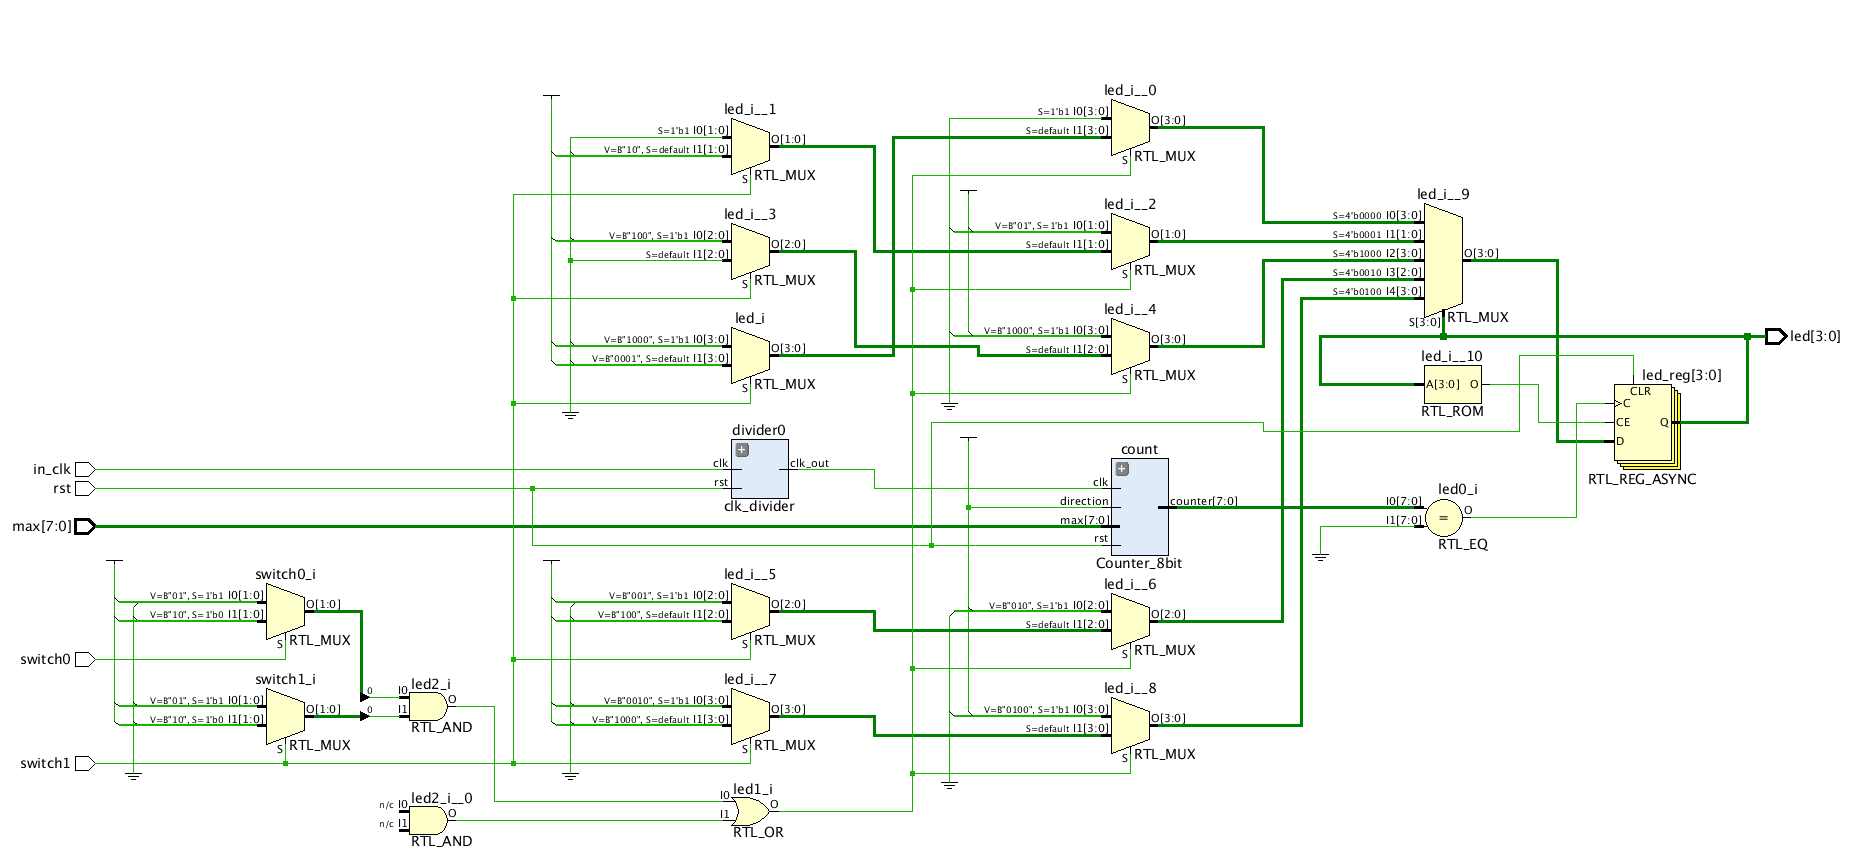 led_i__1
S=1'b1 I0[1:0]
V=B"10", S=default I1[1:0]
O[1:0]
S
RTL_MUX
led_i__3
V=B"100", S=1'b1 I0[2:0]
S=default I1[2:0]
O[2:0]
S
RTL_MUX
led_i
V=B"1000", S=1'b1 I0[3:0]
V=B"0001", S=default I1[3:0]
O[3:0]
S
RTL_MUX
led_i__0
S=1'b1 I0[3:0]
S=default I1[3:0]
O[3:0]
S
RTL_MUX
led_i__2
V=B"01", S=1'b1 I0[1:0]
S=default I1[1:0]
O[1:0]
S
RTL_MUX
led_i__4
V=B"1000", S=1'b1 I0[3:0]
S=default I1[2:0]
O[3:0]
S
RTL_MUX
led_i__9
S=4'b0000 I0[3:0]
S=4'b0001 I1[1:0]
S=4'b1000 I2[3:0]
S=4'b0010 I3[2:0]
S=4'b0100 I4[3:0]
O[3:0]
S[3:0]
RTL_MUX
led[3:0]
led_i__10
A[3:0] O
RTL_ROM
led_reg[3:0]
CLR
C
CE
Q
D
RTL_REG_ASYNC
in_clk
rst
max[7:0]
divider0
+
clk
clk_out
rst
clk_divider
count
+
clk
direction
counter[7:0]
max[7:0]
rst
Counter_8bit
led0_i
I0[7:0]
I1[7:0]
=
O
RTL_EQ
switch0_i
V=B"01", S=1'b1 I0[1:0]
V=B"10", S=1'b0 I1[1:0]
O[1:0]
S
RTL_MUX
switch0
switch1_i
V=B"01", S=1'b1 I0[1:0]
V=B"10", S=1'b0 I1[1:0]
O[1:0]
S
RTL_MUX
switch1
0
0
led2_i
I0
I1
O
RTL_AND
led2_i__0
n/c I0
n/c I1
O
RTL_AND
led_i__5
V=B"001", S=1'b1 I0[2:0]
V=B"100", S=default I1[2:0]
O[2:0]
S
RTL_MUX
led_i__7
V=B"0010", S=1'b1 I0[3:0]
V=B"1000", S=default I1[3:0]
O[3:0]
S
RTL_MUX
led1_i
I0
I1
O
RTL_OR
led_i__6
V=B"010", S=1'b1 I0[2:0]
S=default I1[2:0]
O[2:0]
S
RTL_MUX
led_i__8
V=B"0100", S=1'b1 I0[3:0]
S=default I1[3:0]
O[3:0]
S
RTL_MUX